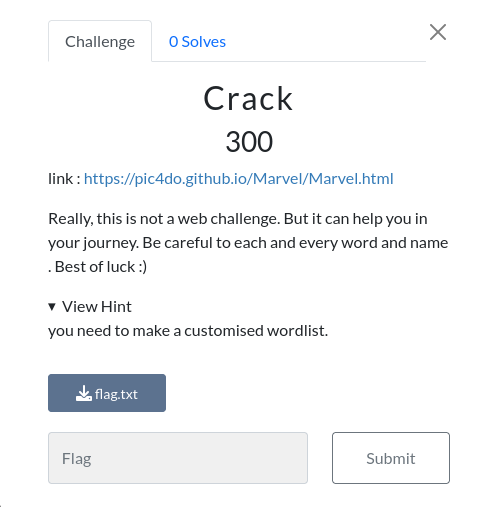 Challenge
0 Solves
Crack
300
link : https://pic4do.github.io/Marvel/Marvel.html
Really, this is not a web challenge. But it can help you in
your journey. Be careful to each and every word and name
. Best of luck :)
▼ View Hint
you need to make a customised wordlist.
flag.txt
Flag
Submit